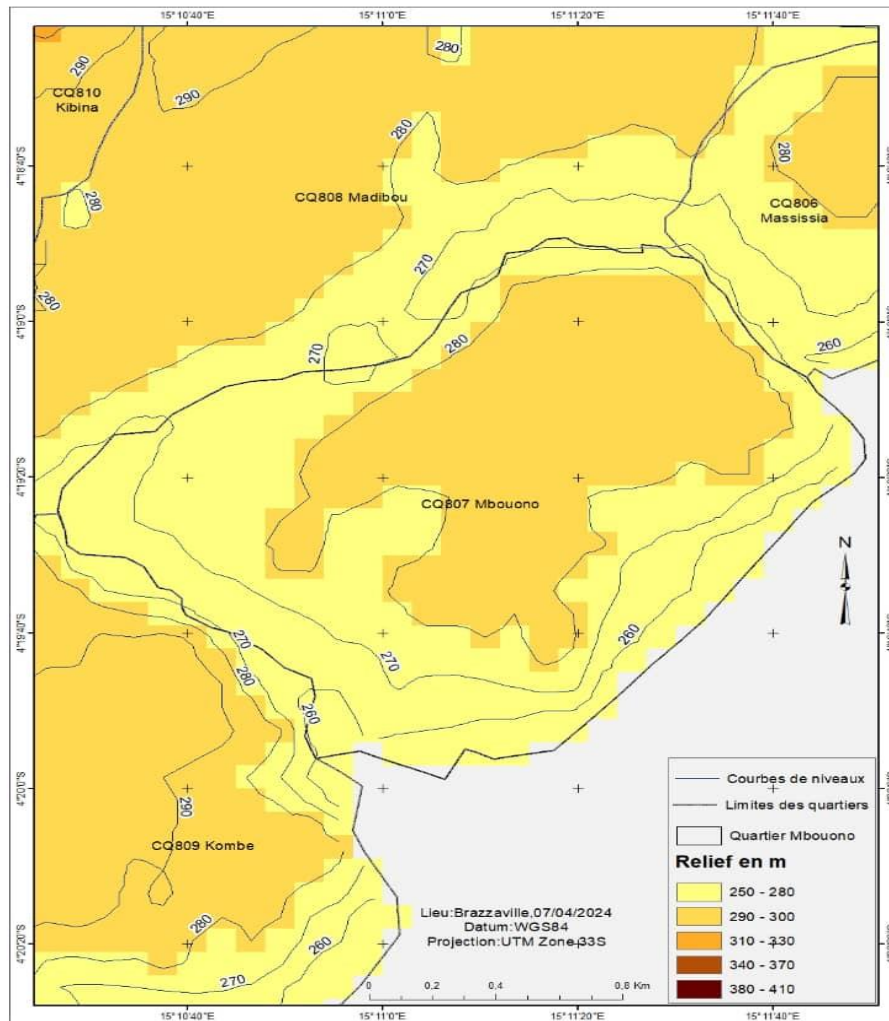 15°10'40"E 15°11'0"E 15°11'20"E 15°11'40"E
280
290
290
CQ810
Kibina
280
4°18'40"S
280
CQ808 Madibou
CQ806
Massissia
280
270
280
4°19'0"S
270
280
260
4°19'20"S
CQ807 Mbouono
N
4°19'40"S
270
260
280
270
260
4°20'0"S
290
CQ809 Kombe
280
260
270
4°20'20"S
Courbes de niveaux
Limites des quartiers
Quartier Mbouono
Relief en m
250 - 280
290 - 300
310 - 330
340 - 370
380 - 410
Lieu:Brazzaville,07/04/2024
Datum:WGS84
Projection:UTM Zone 33S
0 0.2 0.4 0.8 Km
15°10'40"E 15°11'0"E 15°11'20"E 15°11'40"E